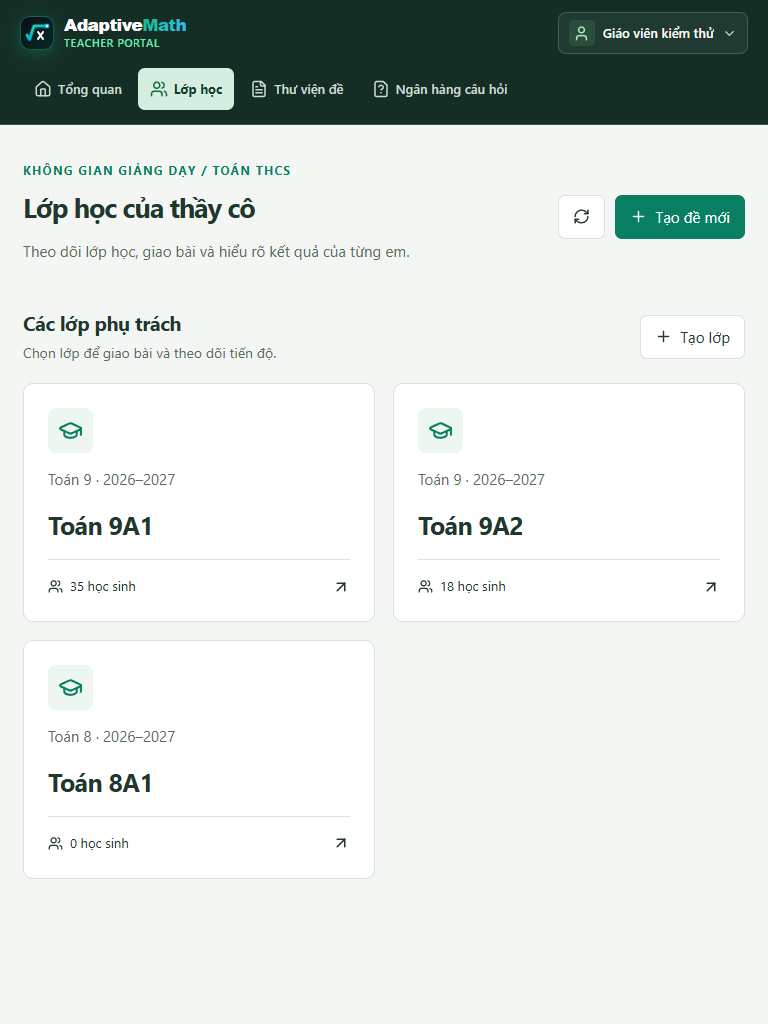 AdaptiveMath
TEACHER PORTAL
Giáo viên kiểm thử
Tổng quan
Lớp học
Thư viện đề
Ngân hàng câu hỏi
KHÔNG GIAN GIẢNG DẠY / TOÁN THCS
Lớp học của thầy cô
Tạo đề mới
Theo dõi lớp học, giao bài và hiểu rõ kết quả của từng em.
Các lớp phụ trách
Tạo lớp
Chọn lớp để giao bài và theo dõi tiến độ.
Toán 9 · 2026–2027
Toán 9A1
35 học sinh
Toán 9 · 2026–2027
Toán 9A2
18 học sinh
Toán 8 · 2026–2027
Toán 8A1
0 học sinh